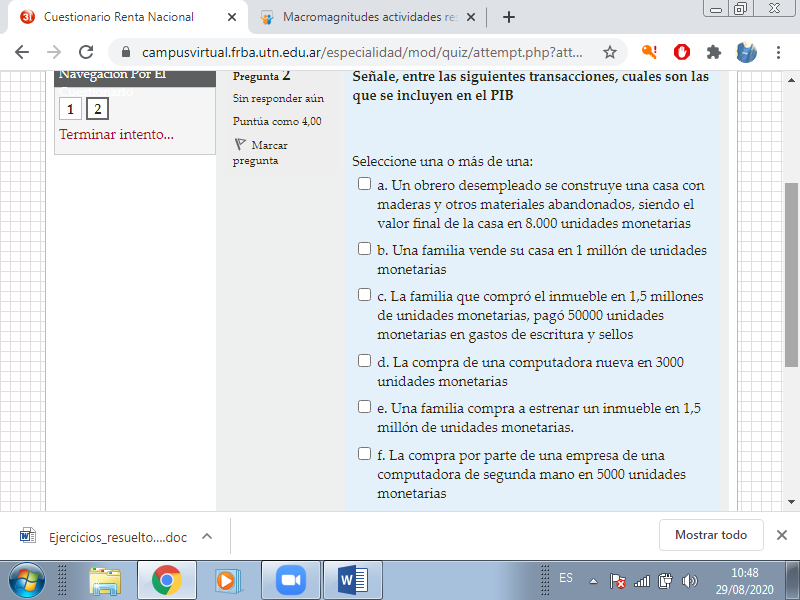 Cuestionario Renta Nacional
Macromagnitudes actividades res
campusvirtual.frba.utn.edu.ar/especialidad/mod/quiz/attempt.php?att...
Navegación Por El
1 2
Terminar intento...
Pregunta 2
Sin responder aún
Puntúa como 4,00
Marcar
pregunta
Señale, entre las siguientes transacciones, cuales son las
que se incluyen en el PIB
Seleccione una o más de una:
a. Un obrero desempleado se construye una casa con
maderas y otros materiales abandonados, siendo el
valor final de la casa en 8.000 unidades monetarias
b. Una familia vende su casa en 1 millón de unidades
monetarias
c. La familia que compró el inmueble en 1,5 millones
de unidades monetarias, pagó 50000 unidades
monetarias en gastos de escritura y sellos
d. La compra de una computadora nueva en 3000
unidades monetarias
e. Una familia compra a estrenar un inmueble en 1,5
millón de unidades monetarias.
f. La compra por parte de una empresa de una
computadora de segunda mano en 5000 unidades
monetarias
Ejercicios_resuelto....doc
Mostrar todo
ES
10:48
29/08/2020